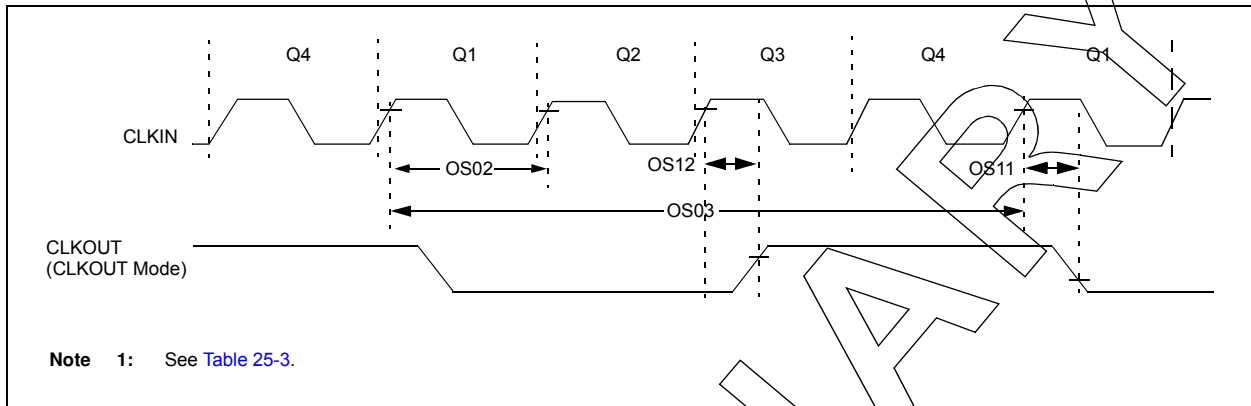 Q4 Q1 Q2 Q3 Q4 Q1
CLKIN
OS02 OS12 OS11
OS03
CLKOUT
(CLKOUT Mode)
Note 1: See Table 25-3.